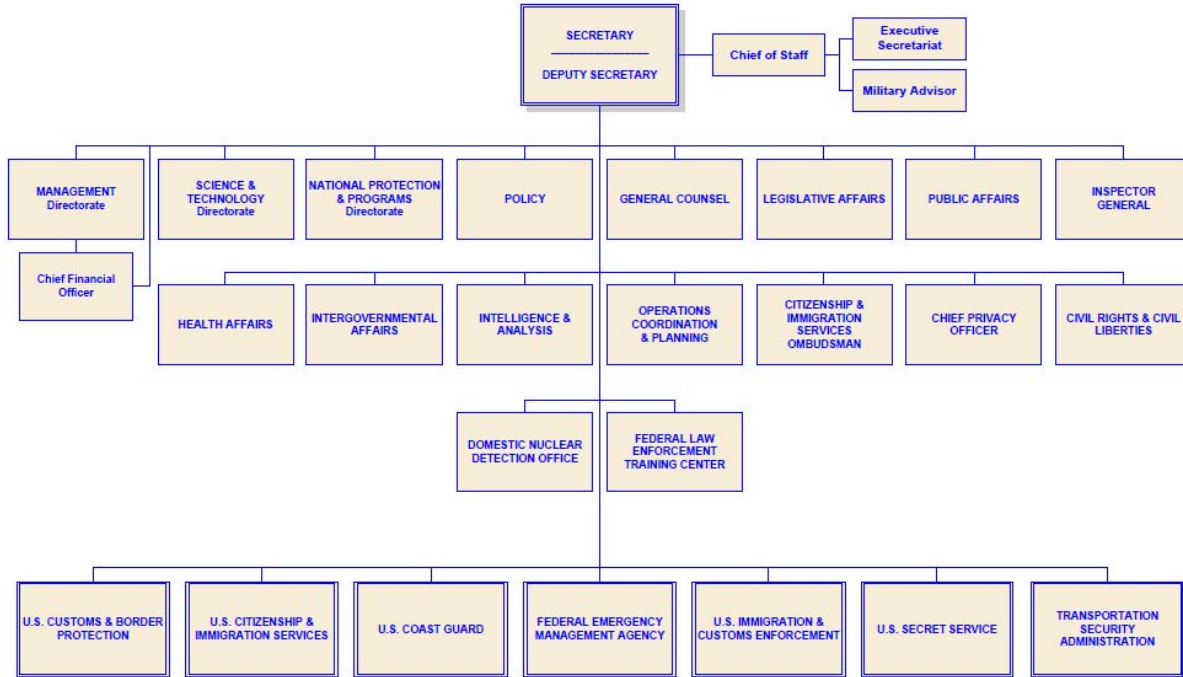 SECRETARY
DEPUTY SECRETARY
Chief of Staff
Executive
Secretariat
Military Advisor
MANAGEMENT
Directorate
SCIENCE &
TECHNOLOGY
Directorate
NATIONAL PROTECTION
& PROGRAMS
Directorate
POLICY
GENERAL COUNSEL
LEGISLATIVE AFFAIRS
PUBLIC AFFAIRS
INSPECTOR
GENERAL
Chief Financial
Officer
HEALTH AFFAIRS
INTERGOVERNMENTAL
AFFAIRS
INTELLIGENCE &
ANALYSIS
OPERATIONS
COORDINATION
& PLANNING
CITIZENSHIP &
IMMIGRATION
SERVICES
OMBUDSMAN
CHIEF PRIVACY
OFFICER
CIVIL RIGHTS & CIVIL
LIBERTIES
DOMESTIC NUCLEAR
DETECTION OFFICE
FEDERAL LAW
ENFORCEMENT
TRAINING CENTER
U.S. CUSTOMS & BORDER
PROTECTION
U.S. CITIZENSHIP &
IMMIGRATION SERVICES
U.S. COAST GUARD
FEDERAL EMERGENCY
MANAGEMENT AGENCY
U.S. IMMIGRATION &
CUSTOMS ENFORCEMENT
U.S. SECRET SERVICE
TRANSPORTATION
SECURITY
ADMINISTRATION